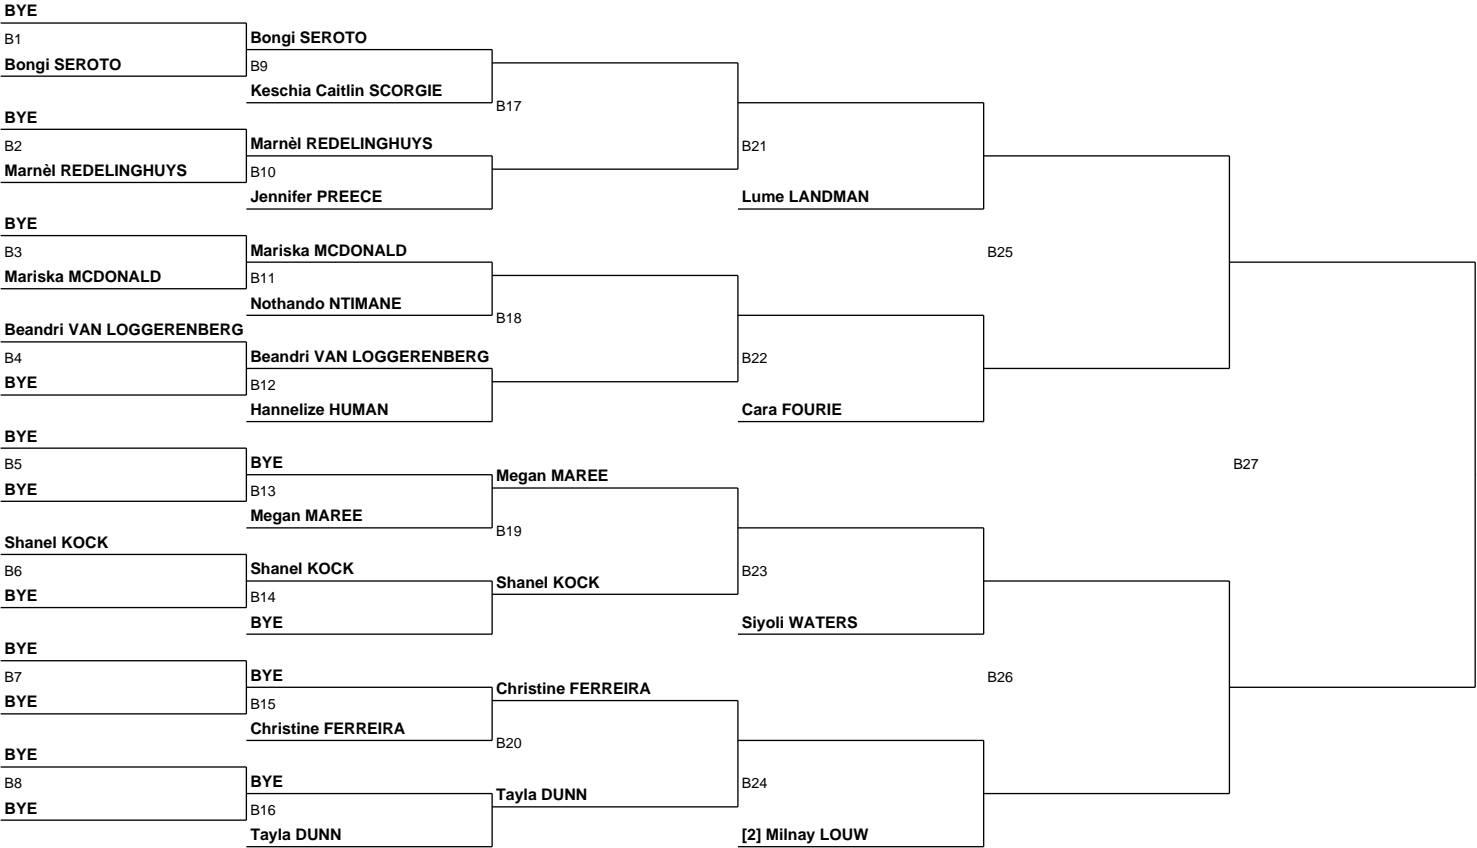 BYE
B1
Bongi SEROTO
BYE
B2
Marnèl REDELINGHUYS
BYE
B3
Mariska MCDONALD
Beandri VAN LOGGERENBERG
B4
BYE
BYE
B5
BYE
Shanel KOCK
B6
BYE
BYE
B7
BYE
BYE
B8
BYE
Bongi SEROTO
B9
Keschia Caitlin SCORGIE
Marnèl REDELINGHUYS
B10
Jennifer PREECE
Mariska MCDONALD
B11
Nothando NTIMANE
Beandri VAN LOGGERENBERG
B12
Hannelize HUMAN
BYE
B13
Megan MAREE
Shanel KOCK
B14
BYE
BYE
B15
Christine FERREIRA
BYE
B16
Tayla DUNN
B17
B18
Megan MAREE
B19
Shanel KOCK
Christine FERREIRA
B20
Tayla DUNN
B21
Lume LANDMAN
B22
Cara FOURIE
B23
Siyoli WATERS
B24
[2] Milnay LOUW
B25
B26
B27